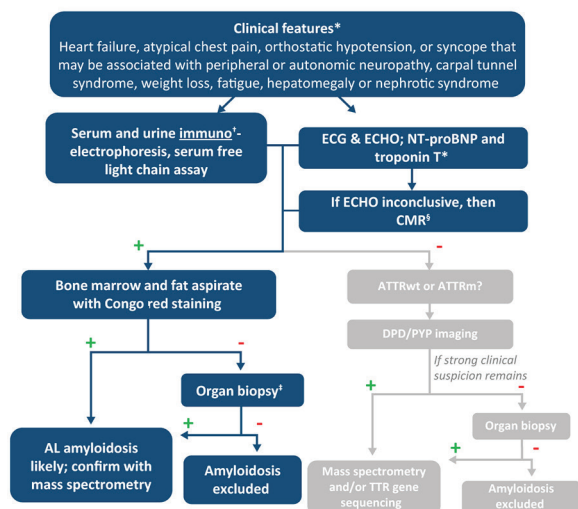 Clinical features*
Heart failure, atypical chest pain, orthostatic hypotension, or syncope that
may be associated with peripheral or autonomic neuropathy, carpal tunnel
syndrome, weight loss, fatigue, hepatomegaly or nephrotic syndrome
Serum and urine immuno†-
electrophoresis, serum free
light chain assay
ECG & ECHO; NT-proBNP and
troponin T*
If ECHO inconclusive, then
CMR§
+
-
Bone marrow and fat aspirate
with Congo red staining
ATTRwt or ATTRm?
DPD/PYP imaging
If strong clinical
suspicion remains
+
-
+
-
Organ biopsy‡
Organ biopsy
+
-
+
-
AL amyloidosis
likely; confirm with
mass spectrometry
Amyloidosis
excluded
Mass spectrometry
and/or TTR gene
sequencing
Amyloidosis
excluded